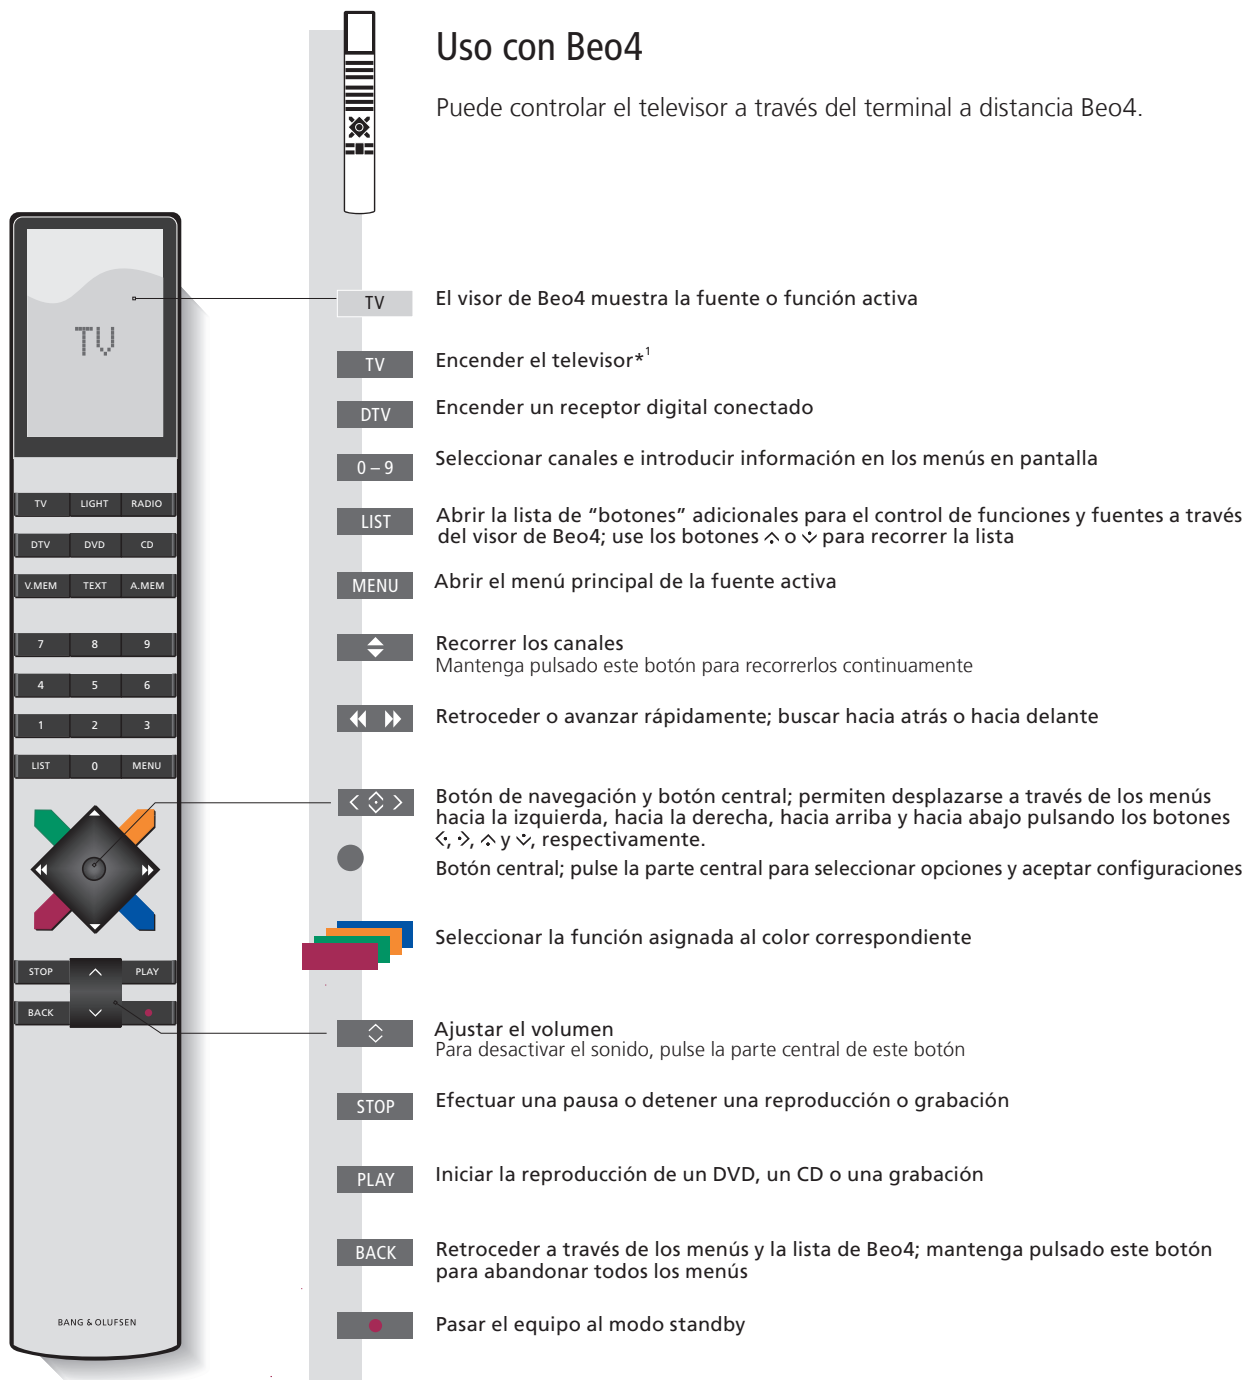 Uso con Beo4
Puede controlar el televisor a través del terminal a distancia Beo4.
TV
TV LIGHT RADIO
DTV DVD CD
V.MEM TEXT A.MEM
7 8 9
4 5 6
1 2 3
LIST 0 MENU
STOP PLAY
BACK
BANG & OLUFSEN
TV El visor de Beo4 muestra la fuente o función activa
TV Encender el televisor*1
DTV Encender un receptor digital conectado
0 – 9 Seleccionar canales e introducir información en los menús en pantalla
LIST Abrir la lista de “botones” adicionales para el control de funciones y fuentes a través
del visor de Beo4; use los botones o para recorrer la lista
MENU Abrir el menú principal de la fuente activa
Recorrer los canales
Mantenga pulsado este botón para recorrerlos continuamente
Retroceder o avanzar rápidamente; buscar hacia atrás o hacia delante
Botón de navegación y botón central; permiten desplazarse a través de los menús
hacia la izquierda, hacia la derecha, hacia arriba y hacia abajo pulsando los botones
, , y , respectivamente.
Botón central; pulse la parte central para seleccionar opciones y aceptar configuraciones
Seleccionar la función asignada al color correspondiente
Ajustar el volumen
Para desactivar el sonido, pulse la parte central de este botón
STOP Efectuar una pausa o detener una reproducción o grabación
PLAY Iniciar la reproducción de un DVD, un CD o una grabación
BACK Retroceder a través de los menús y la lista de Beo4; mantenga pulsado este botón
para abandonar todos los menús
Pasar el equipo al modo standby